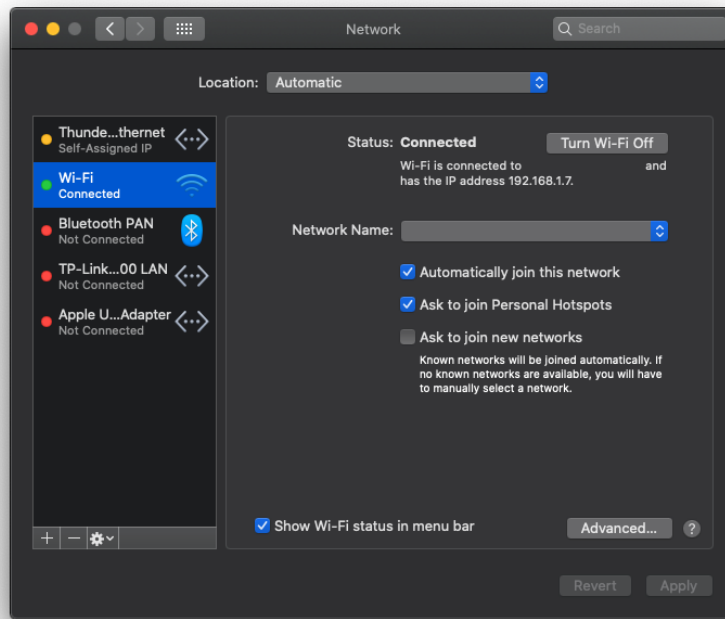 Network
Search
Location: Automatic
Thunde...thernet
Self-Assigned IP
Wi-Fi
Connected
Bluetooth PAN
Not Connected
TP-Link...00 LAN
Not Connected
Apple U...Adapter
Not Connected
Status: Connected
Turn Wi-Fi Off
Wi-Fi is connected to and
has the IP address 192.168.1.7.
Network Name:
Automatically join this network
Ask to join Personal Hotspots
Ask to join new networks
Known networks will be joined automatically. If
no known networks are available, you will have
to manually select a network.
Show Wi-Fi status in menu bar
Advanced...
?
Revert
Apply